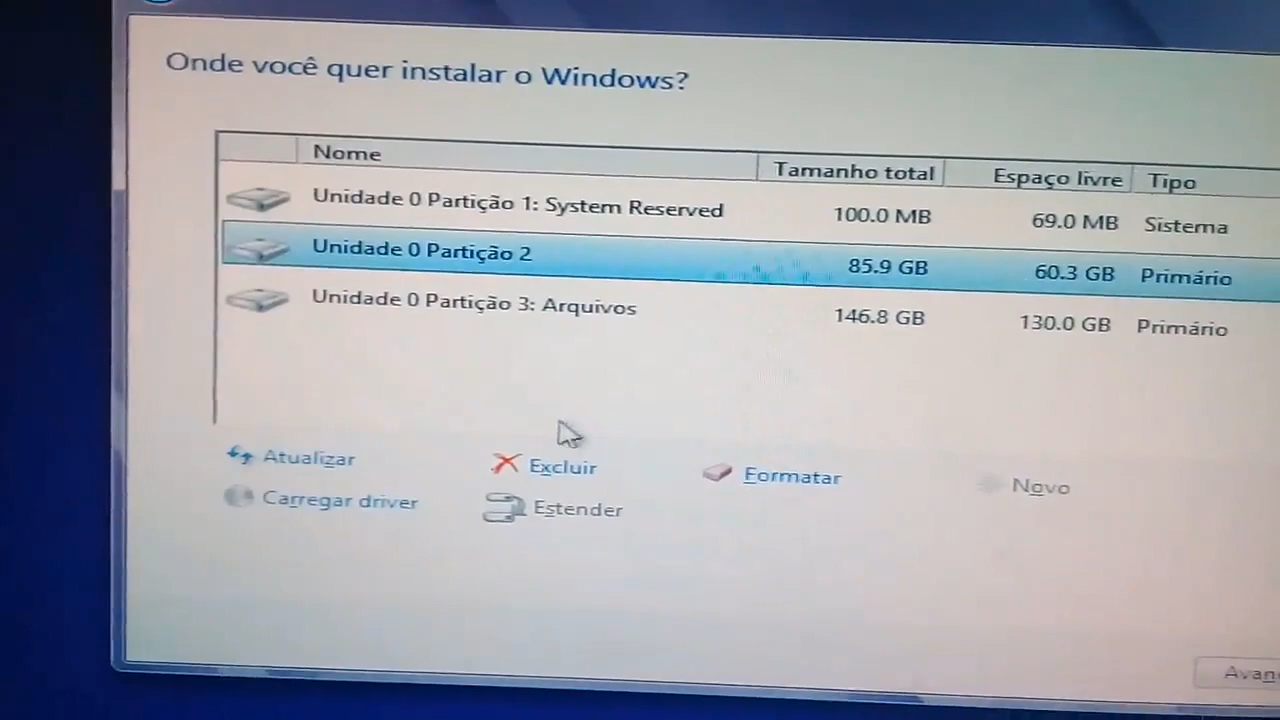 Onde você quer instalar o Windows?
Nome Tamanho total Espaço livre Tipo
Unidade 0 Partição 1: System Reserved 100.0 MB 69.0 MB Sistema
Unidade 0 Partição 2 85.9 GB 60.3 GB Primário
Unidade 0 Partição 3: Arquivos 146.8 GB 130.0 GB Primário
Atualizar Excluir Formatar Novo
Carregar driver Estender